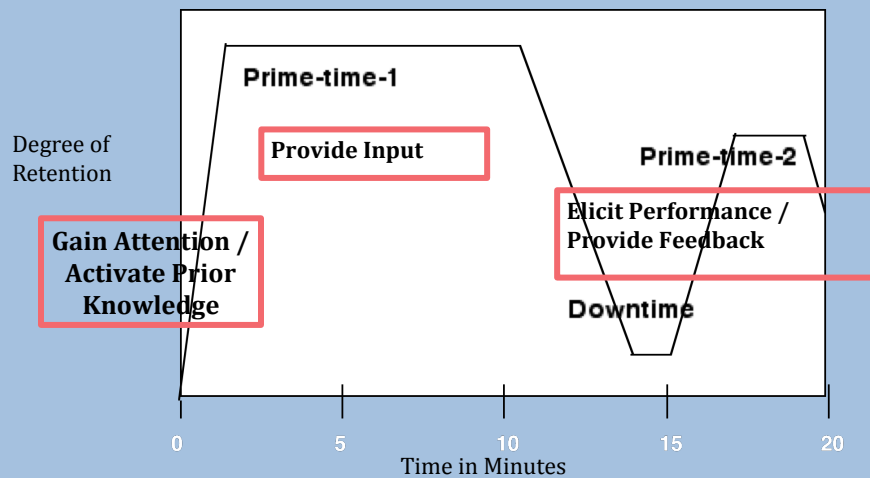 Prime-time-1
Degree of
Retention
Provide Input
Prime-time-2
Elicit Performance /
Provide Feedback
Gain Attention /
Activate Prior
Knowledge
Downtime
0 5 10 15 20
Time in Minutes